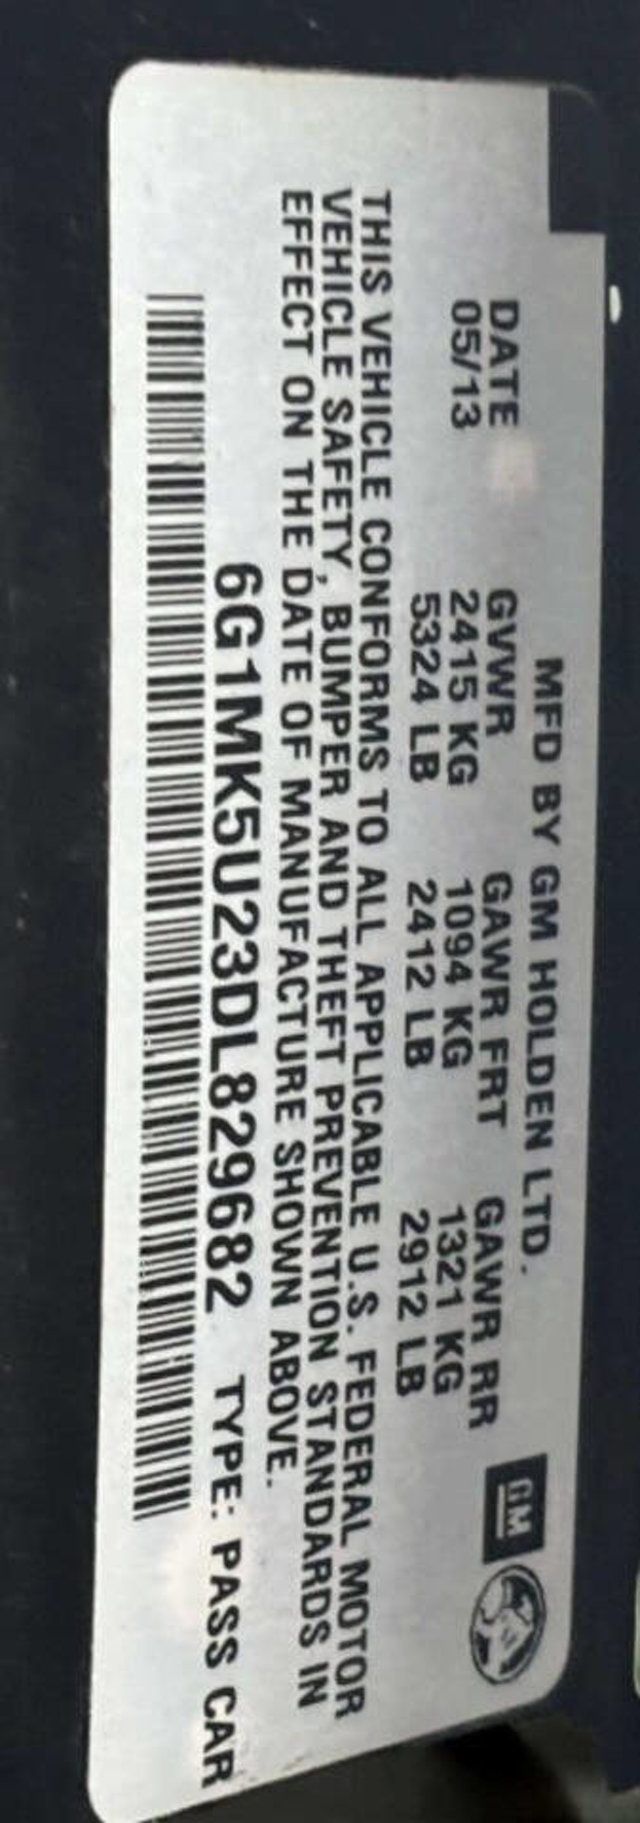 MFD BY GM HOLDEN LTD.
DATE GVWR GAWR FRT GAWR RR
05/13 2415 KG 1094 KG 1321 KG
5324 LB 2412 LB 2912 LB
GM
THIS VEHICLE CONFORMS TO ALL APPLICABLE U.S. FEDERAL MOTOR
VEHICLE SAFETY, BUMPER AND THEFT PREVENTION STANDARDS IN
EFFECT ON THE DATE OF MANUFACTURE SHOWN ABOVE.
6G1MK5U23DL829682 TYPE: PASS CAR